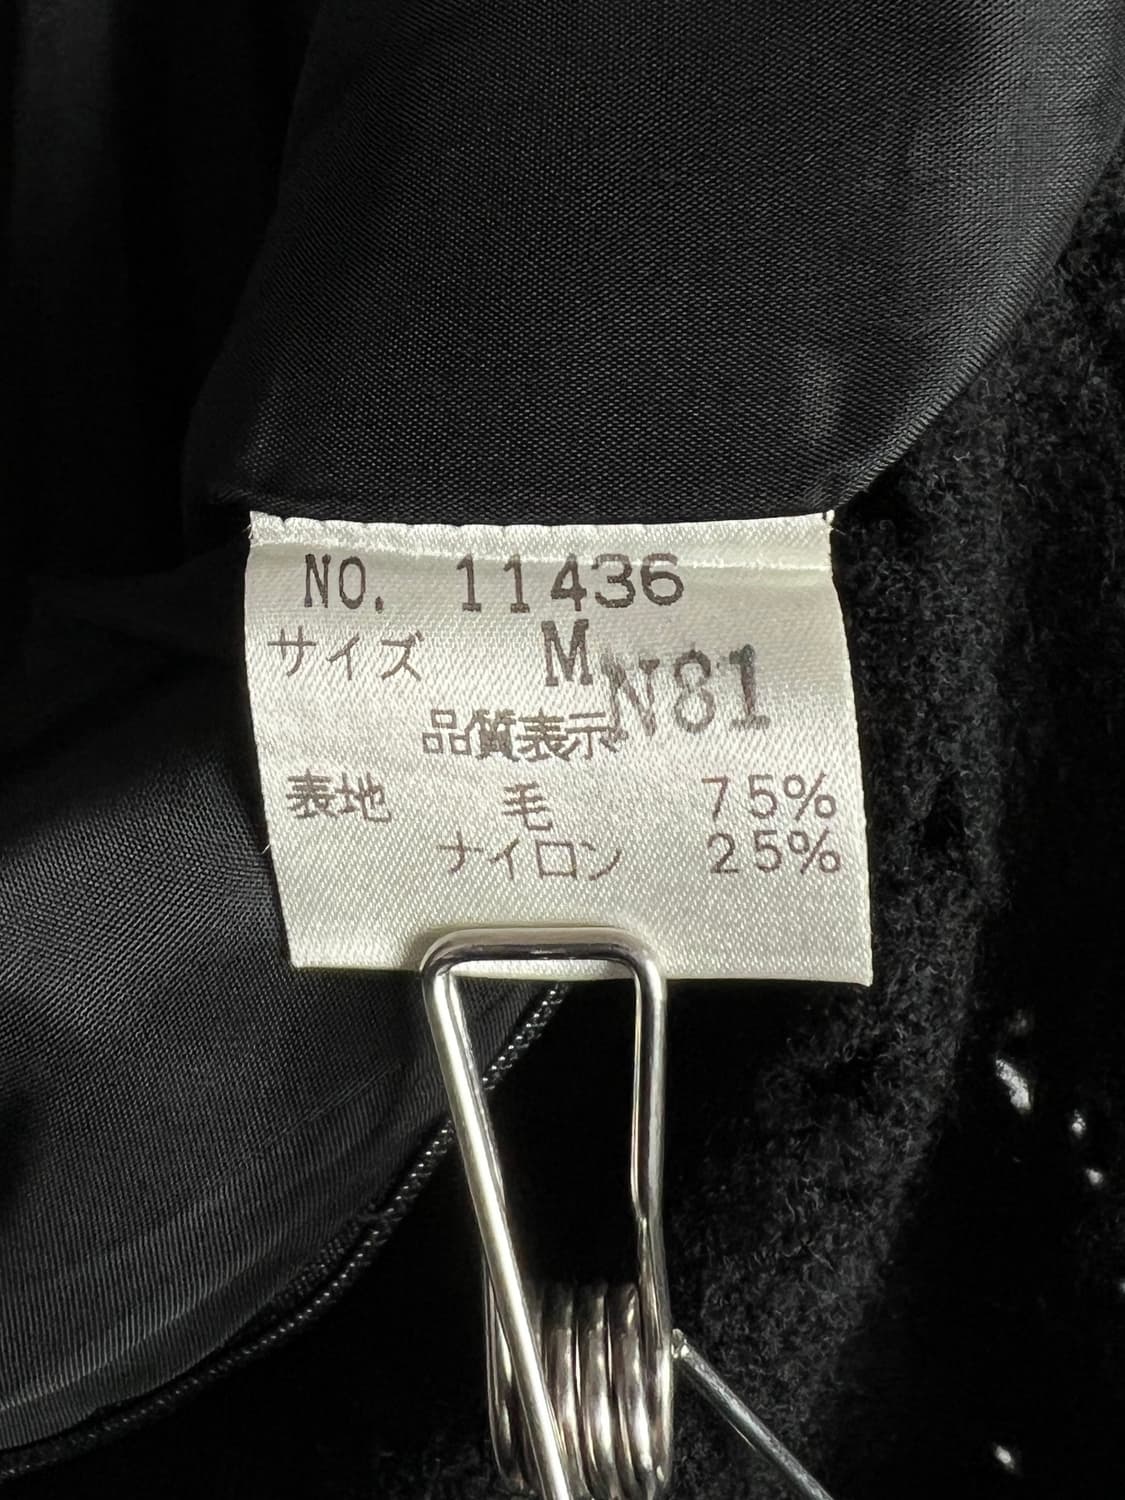 NO. 11436
サイズ M
N81
品質表示
表地 毛 75%
ナイロン 25%